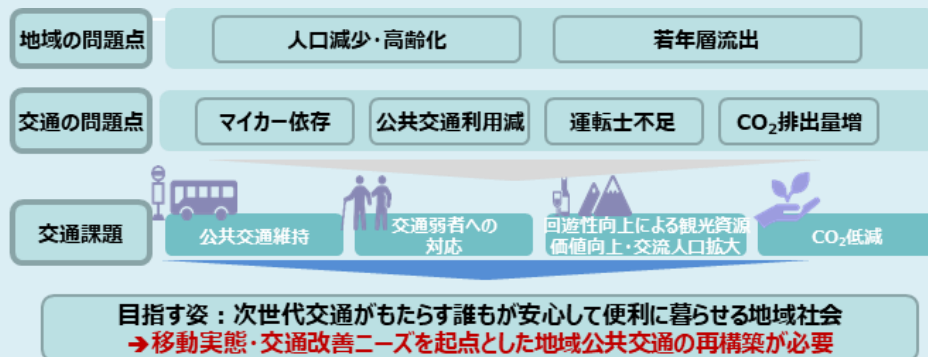 地域の問題点
人口減少・高齢化
若年層流出
交通の問題点
マイカー依存
公共交通利用減
運転士不足
CO₂排出量増
交通課題
公共交通維持
交通弱者への
対応
回遊性向上による観光資源
価値向上・交流人口拡大
CO₂低減
目指す姿：次世代交通がもたらす誰もが安心して便利に暮らせる地域社会
➔移動実態・交通改善ニーズを起点とした地域公共交通の再構築が必要